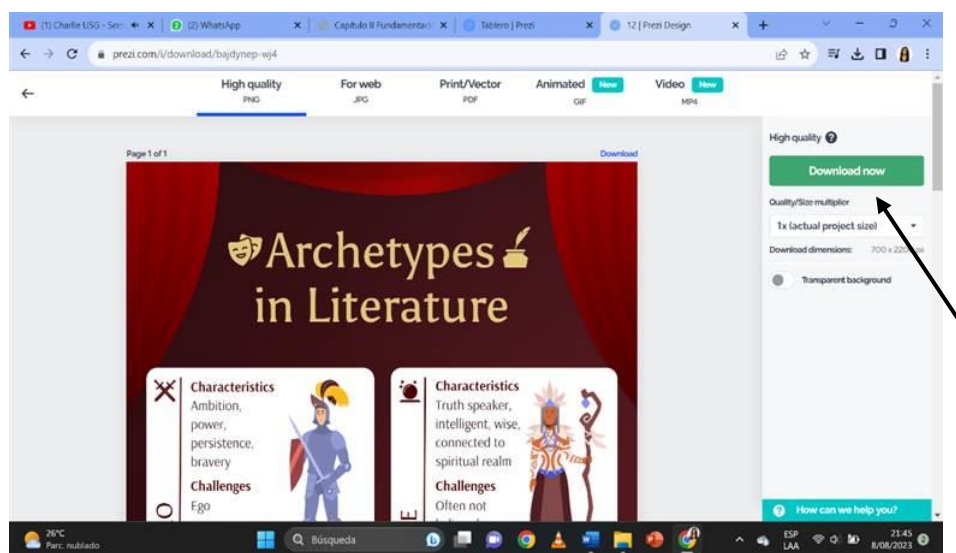 (1) Charlie USG - Ser
(2) WhatsApp
Capítulo II Fundamentac
Tablero | Prezi
12 | Prezi Design
prezi.com/i/download/bajdynep-wj4
High quality
PNG
For web
JPG
Print/Vector
PDF
Animated New
GIF
Video New
MP4
Page 1 of 1
Download
High quality
Download now
Quality/Size multiplier
1x (actual project size)
Download dimensions: 700 x
Transparent background
Archetypes
in Literature
Characteristics
Ambition,
power,
persistence,
bravery
Challenges
Ego
O
Characteristics
Truth speaker,
intelligent, wise,
connected to
spiritual realm
Challenges
Often not
E
How can we help you?
26°C
Parc. nublado
Búsqueda
ESP
LAA
21:45
8/08/2023